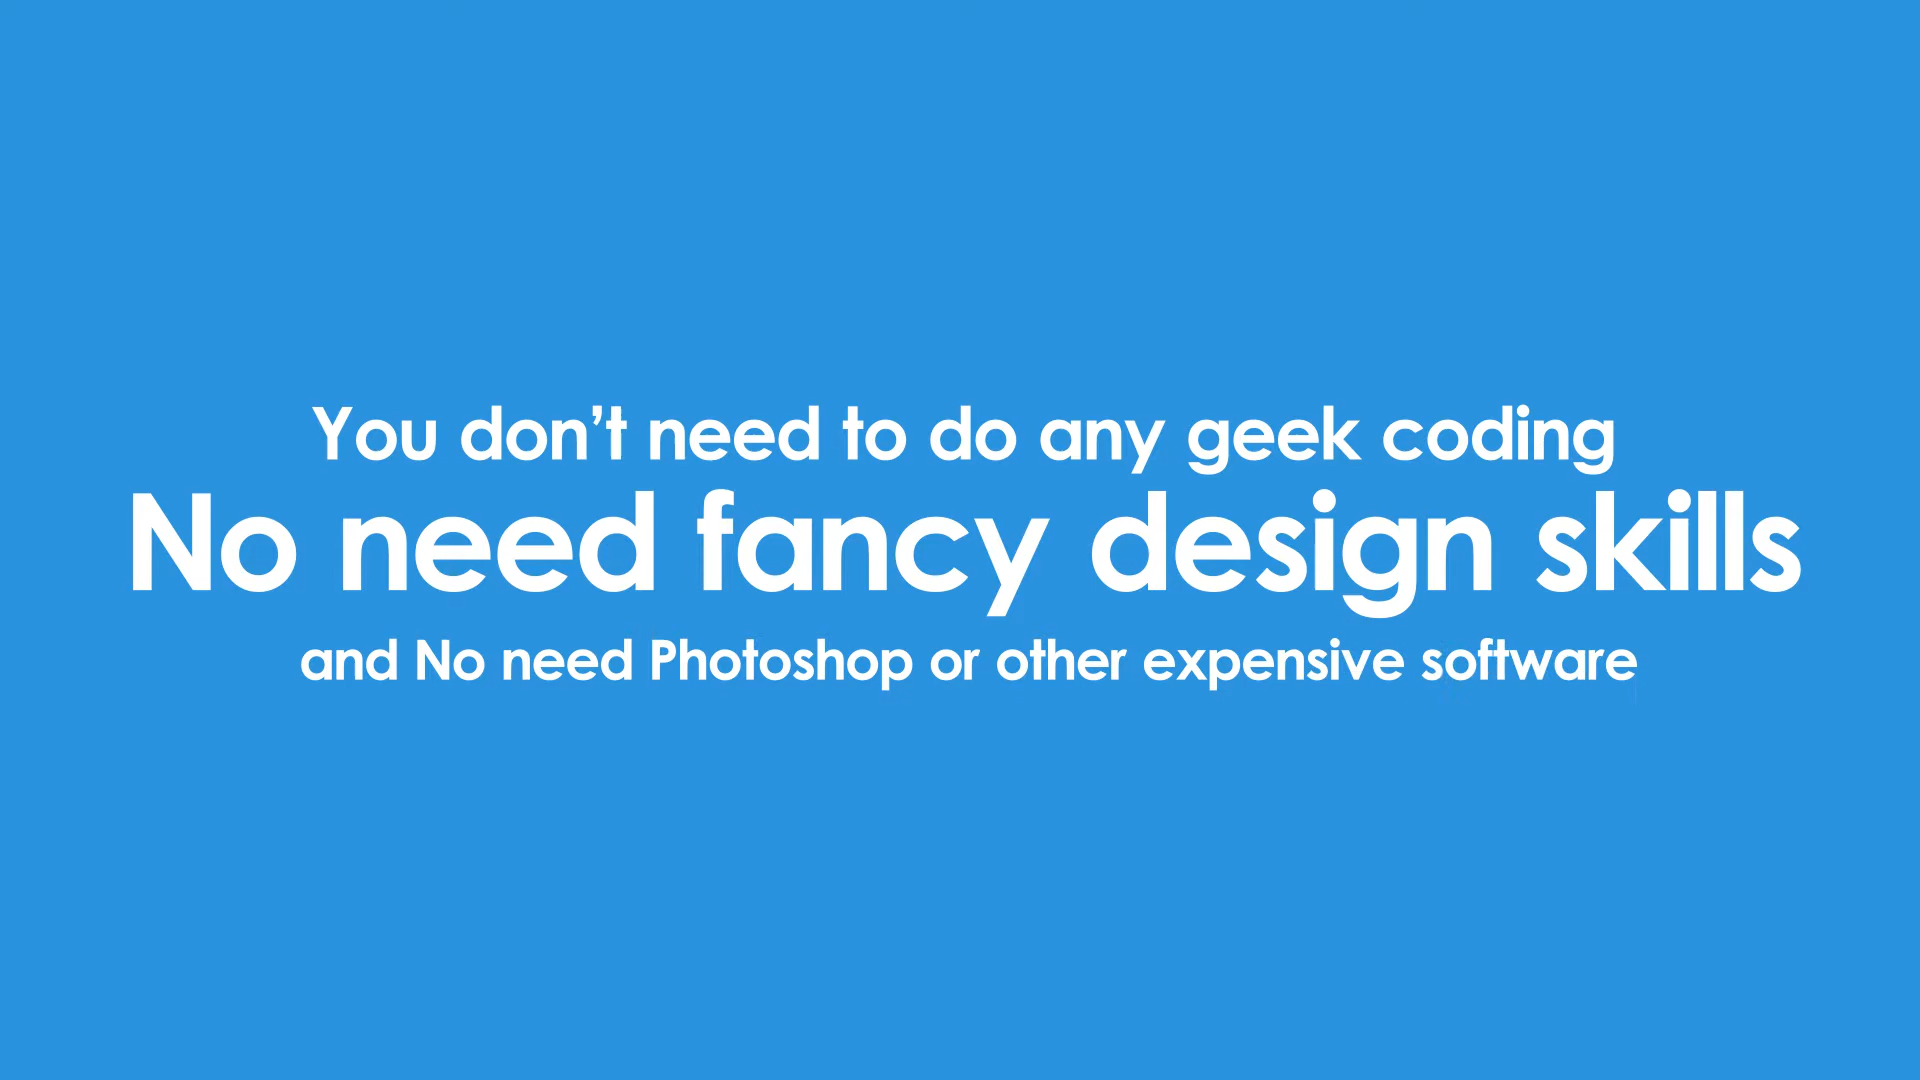 You don’t need to do any geek coding
No need fancy design skills
and No need Photoshop or other expensive software